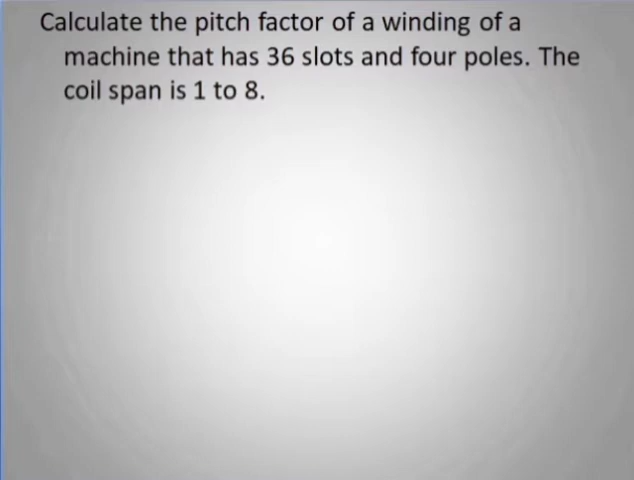 Calculate the pitch factor of a winding of a
machine that has 36 slots and four poles. The
coil span is 1 to 8.